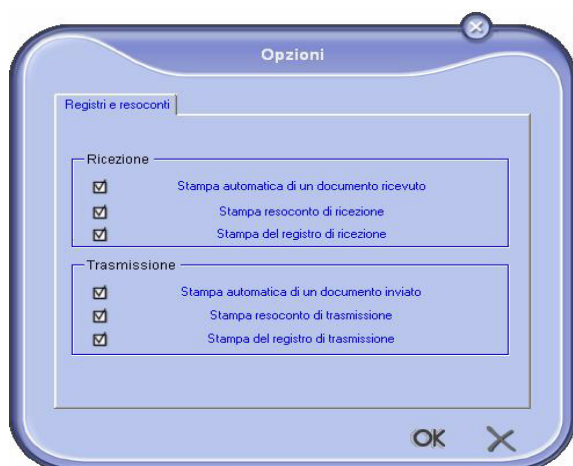 Opzioni
Registri e resoconti
Ricezione
Stampa automatica di un documento ricevuto
Stampa resoconto di ricezione
Stampa del registro di ricezione
Trasmissione
Stampa automatica di un documento inviato
Stampa resoconto di trasmissione
Stampa del registro di trasmissione
OK